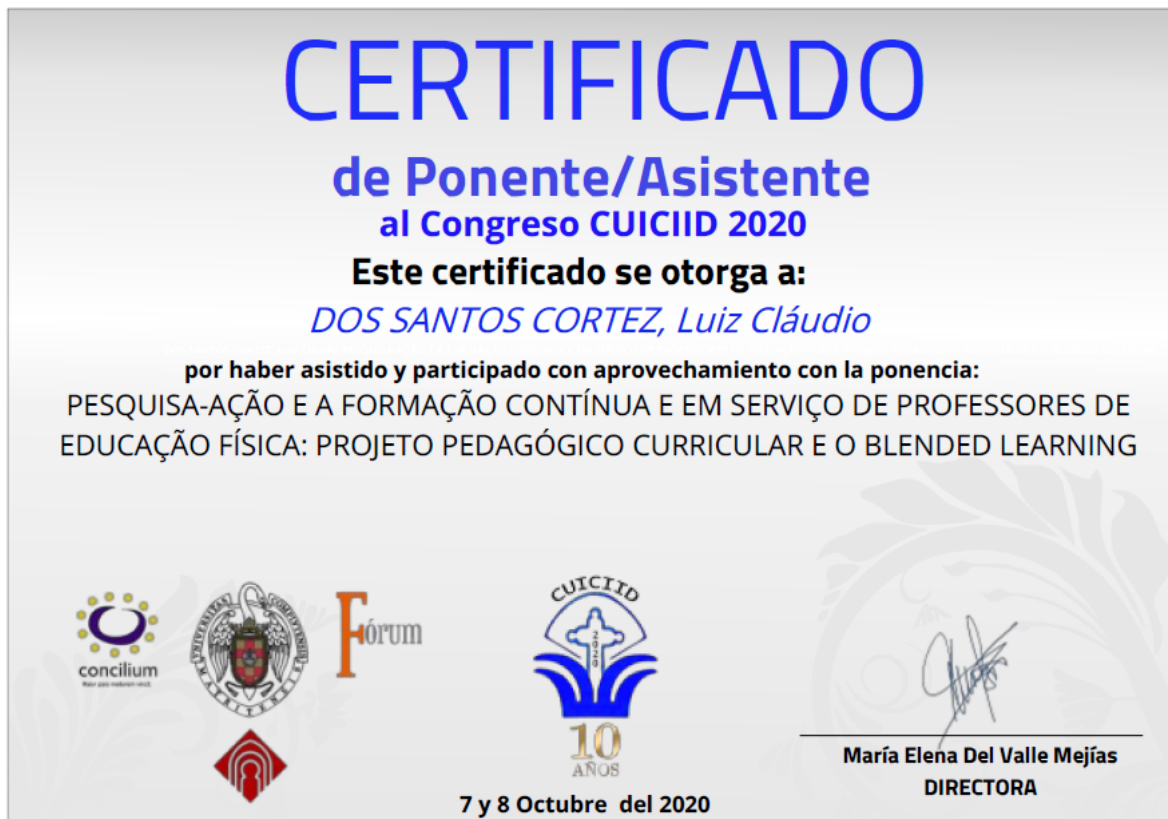 CERTIFICADO
de Ponente/Asistente
al Congreso CUICIID 2020
Este certificado se otorga a:
DOS SANTOS CORTEZ, Luiz Cláudio
por haber asistido y participado con aprovechamiento con la ponencia:
PESQUISA-AÇÃO E A FORMAÇÃO CONTÍNUA E EM SERVIÇO DE PROFESSORES DE
EDUCAÇÃO FÍSICA: PROJETO PEDAGÓGICO CURRICULAR E O BLENDED LEARNING
concilium
UNIVERSITAS COMPLUTENSIS MATRITENSIS
Fórum
CUICIID
2020
10
AÑOS
7 y 8 Octubre del 2020
María Elena Del Valle Mejías
DIRECTORA